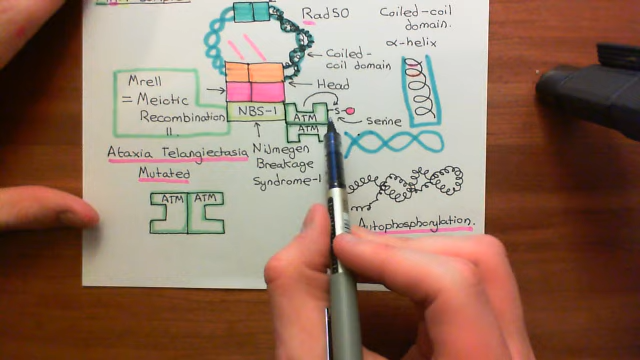 Rad50
Coiled-coil
domain.
α-helix
Coiled-
coil domain
Head
Mre11
= Meiotic
Recombination
11
NBS-1
ATM
ATM
S
Serine
Ataxia Telangiectasia
Mutated
Nijmegen
Breakage
Syndrome-1
ATM ATM
Autophosphorylation.